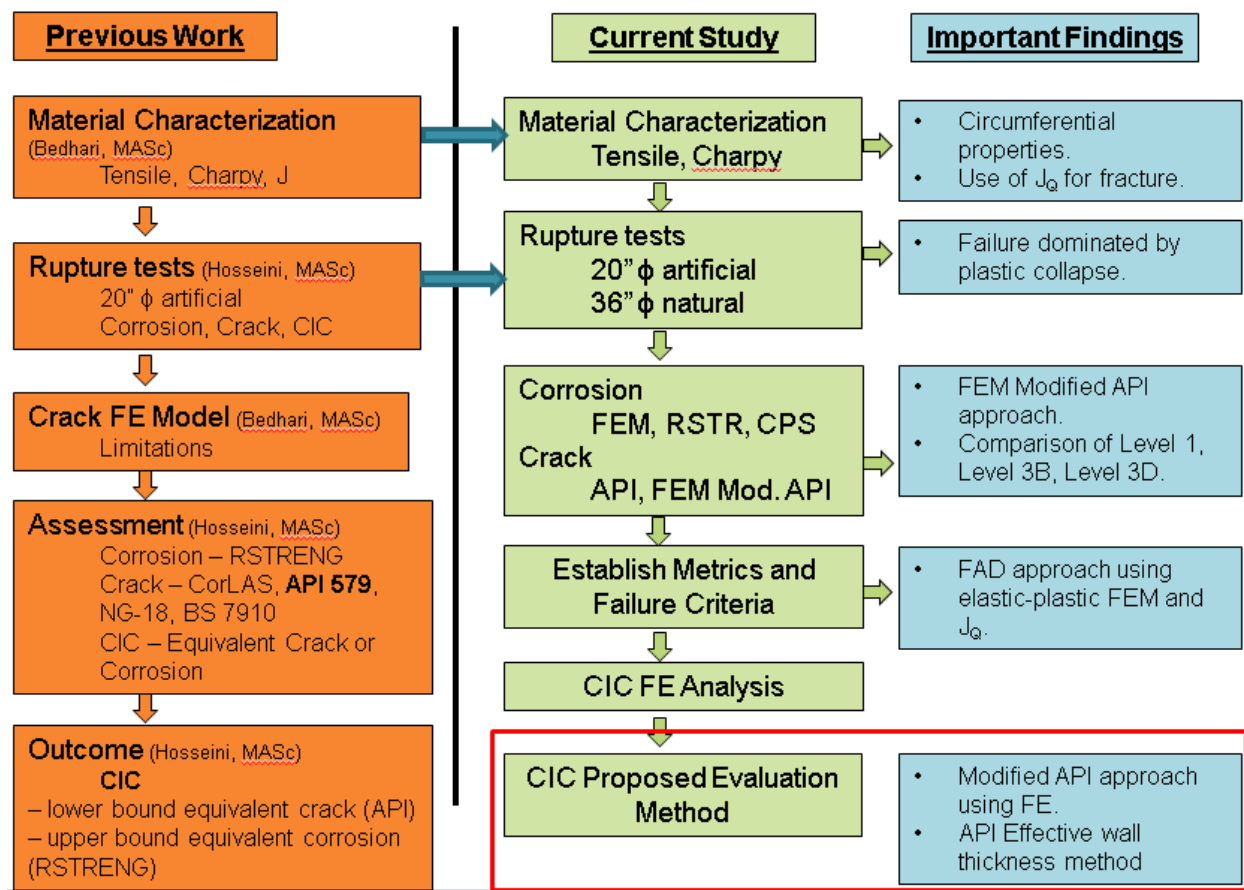 Previous Work
Material Characterization
(Bedhari, MASc)
Tensile, Charpy, J
Rupture tests (Hosseini, MASc)
20” ϕ artificial
Corrosion, Crack, CIC
Crack FE Model (Bedhari, MASc)
Limitations
Assessment (Hosseini, MASc)
Corrosion – RSTRENG
Crack – CorLAS, API 579,
NG-18, BS 7910
CIC – Equivalent Crack or
Corrosion
Outcome (Hosseini, MASc)
CIC
– lower bound equivalent crack (API)
– upper bound equivalent corrosion
(RSTRENG)
Current Study
Material Characterization
Tensile, Charpy
Rupture tests
20” ϕ artificial
36” ϕ natural
Corrosion
FEM, RSTR, CPS
Crack
API, FEM Mod. API
Establish Metrics and
Failure Criteria
CIC FE Analysis
CIC Proposed Evaluation
Method
Important Findings
• Circumferential
properties.
• Use of JQ for fracture.
• Failure dominated by
plastic collapse.
• FEM Modified API
approach.
• Comparison of Level 1,
Level 3B, Level 3D.
• FAD approach using
elastic-plastic FEM and
JQ.
• Modified API approach
using FE.
• API Effective wall
thickness method